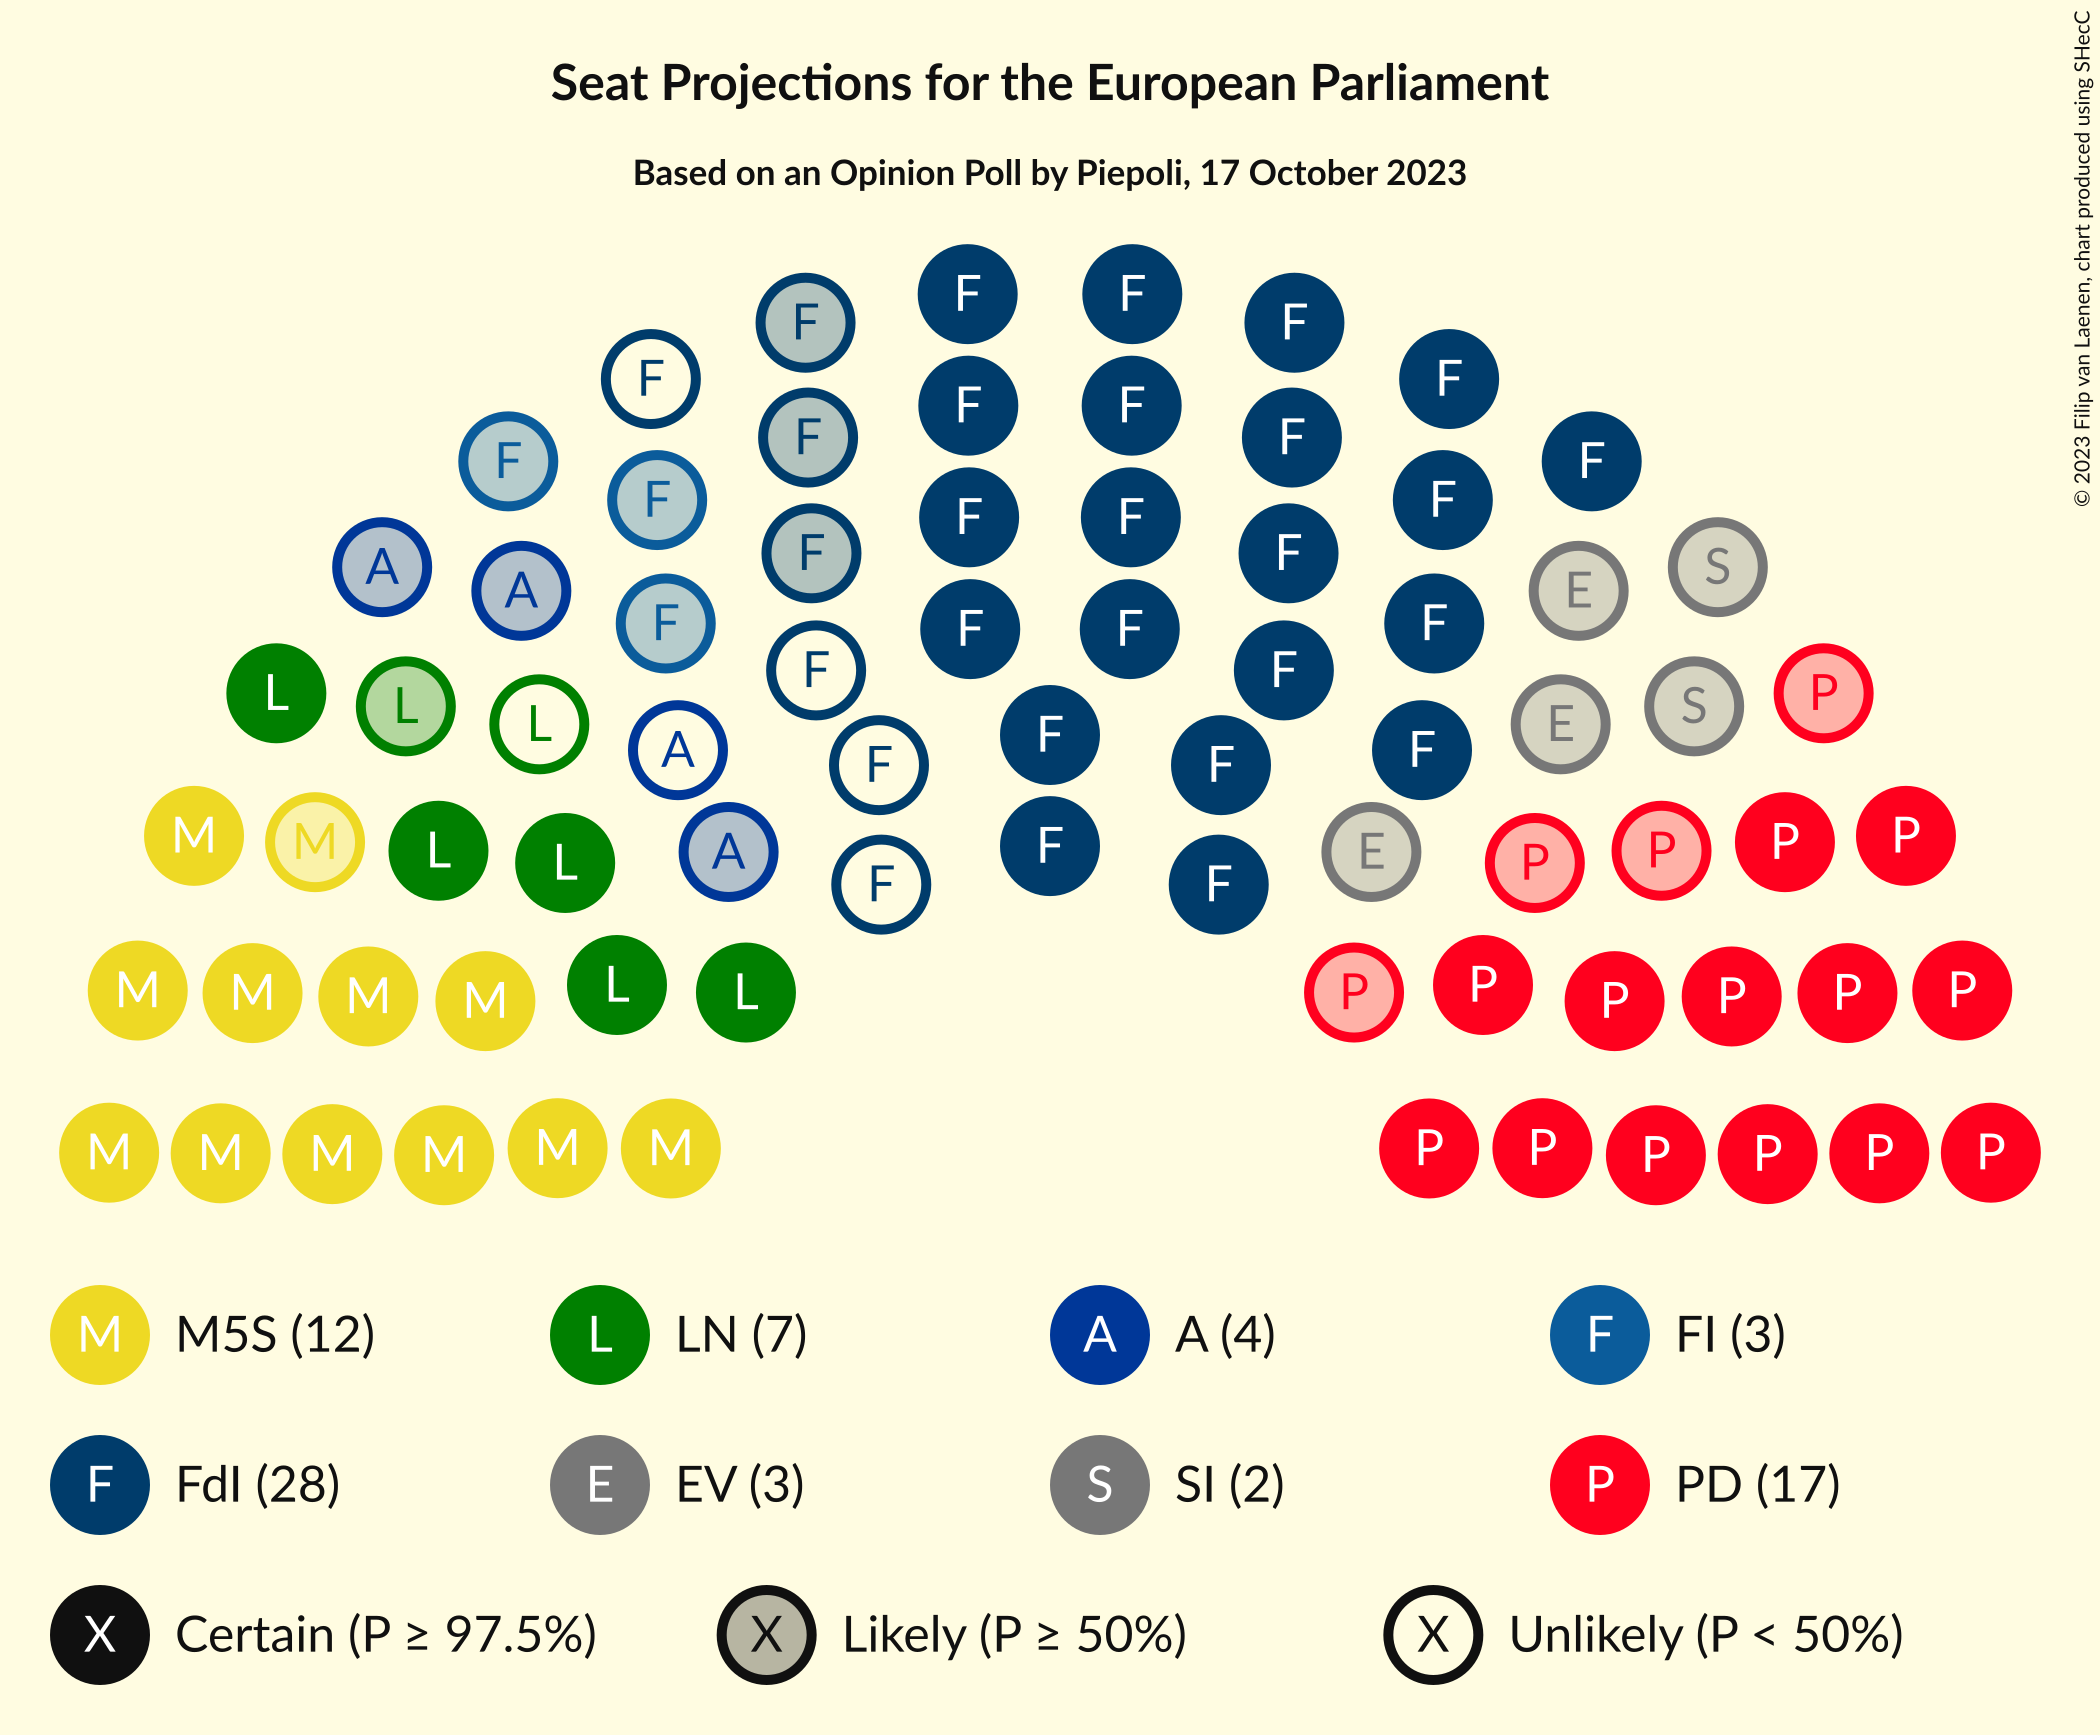 Seat Projections for the European Parliament
Based on an Opinion Poll by Piepoli, 17 October 2023
© 2023 Filip van Laenen, chart produced using SHecC
F F
F F
F F
F F
F F
F F
F F
F F
F F F
F F
A S
A E
F F
F F
F F
L P
L S
L E
F
A F
F F
M P
M P
L P
L P
F
A E
F F
M M M M L L P P P P P P
M M M M M M P P P P P P
M M5S (12) L LN (7) A A (4) F FI (3)
F FdI (28) E EV (3) S SI (2) P PD (17)
X Certain (P ≥ 97.5%) X Likely (P ≥ 50%) X Unlikely (P < 50%)